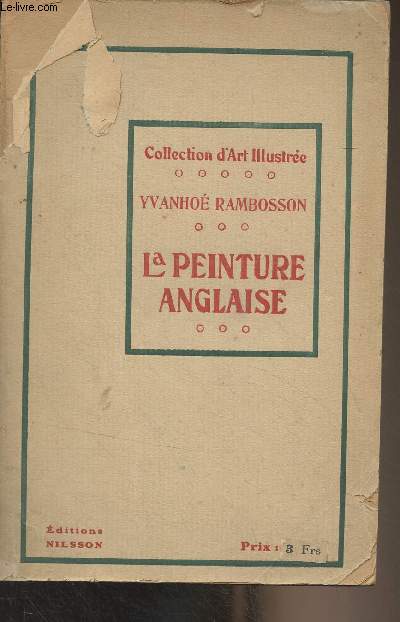 Le-livre.com
Collection d'Art Illustrée
YVANHOÉ RAMBOSSON
La PEINTURE
ANGLAISE
Éditions
NILSSON
Prix : 3 Frs